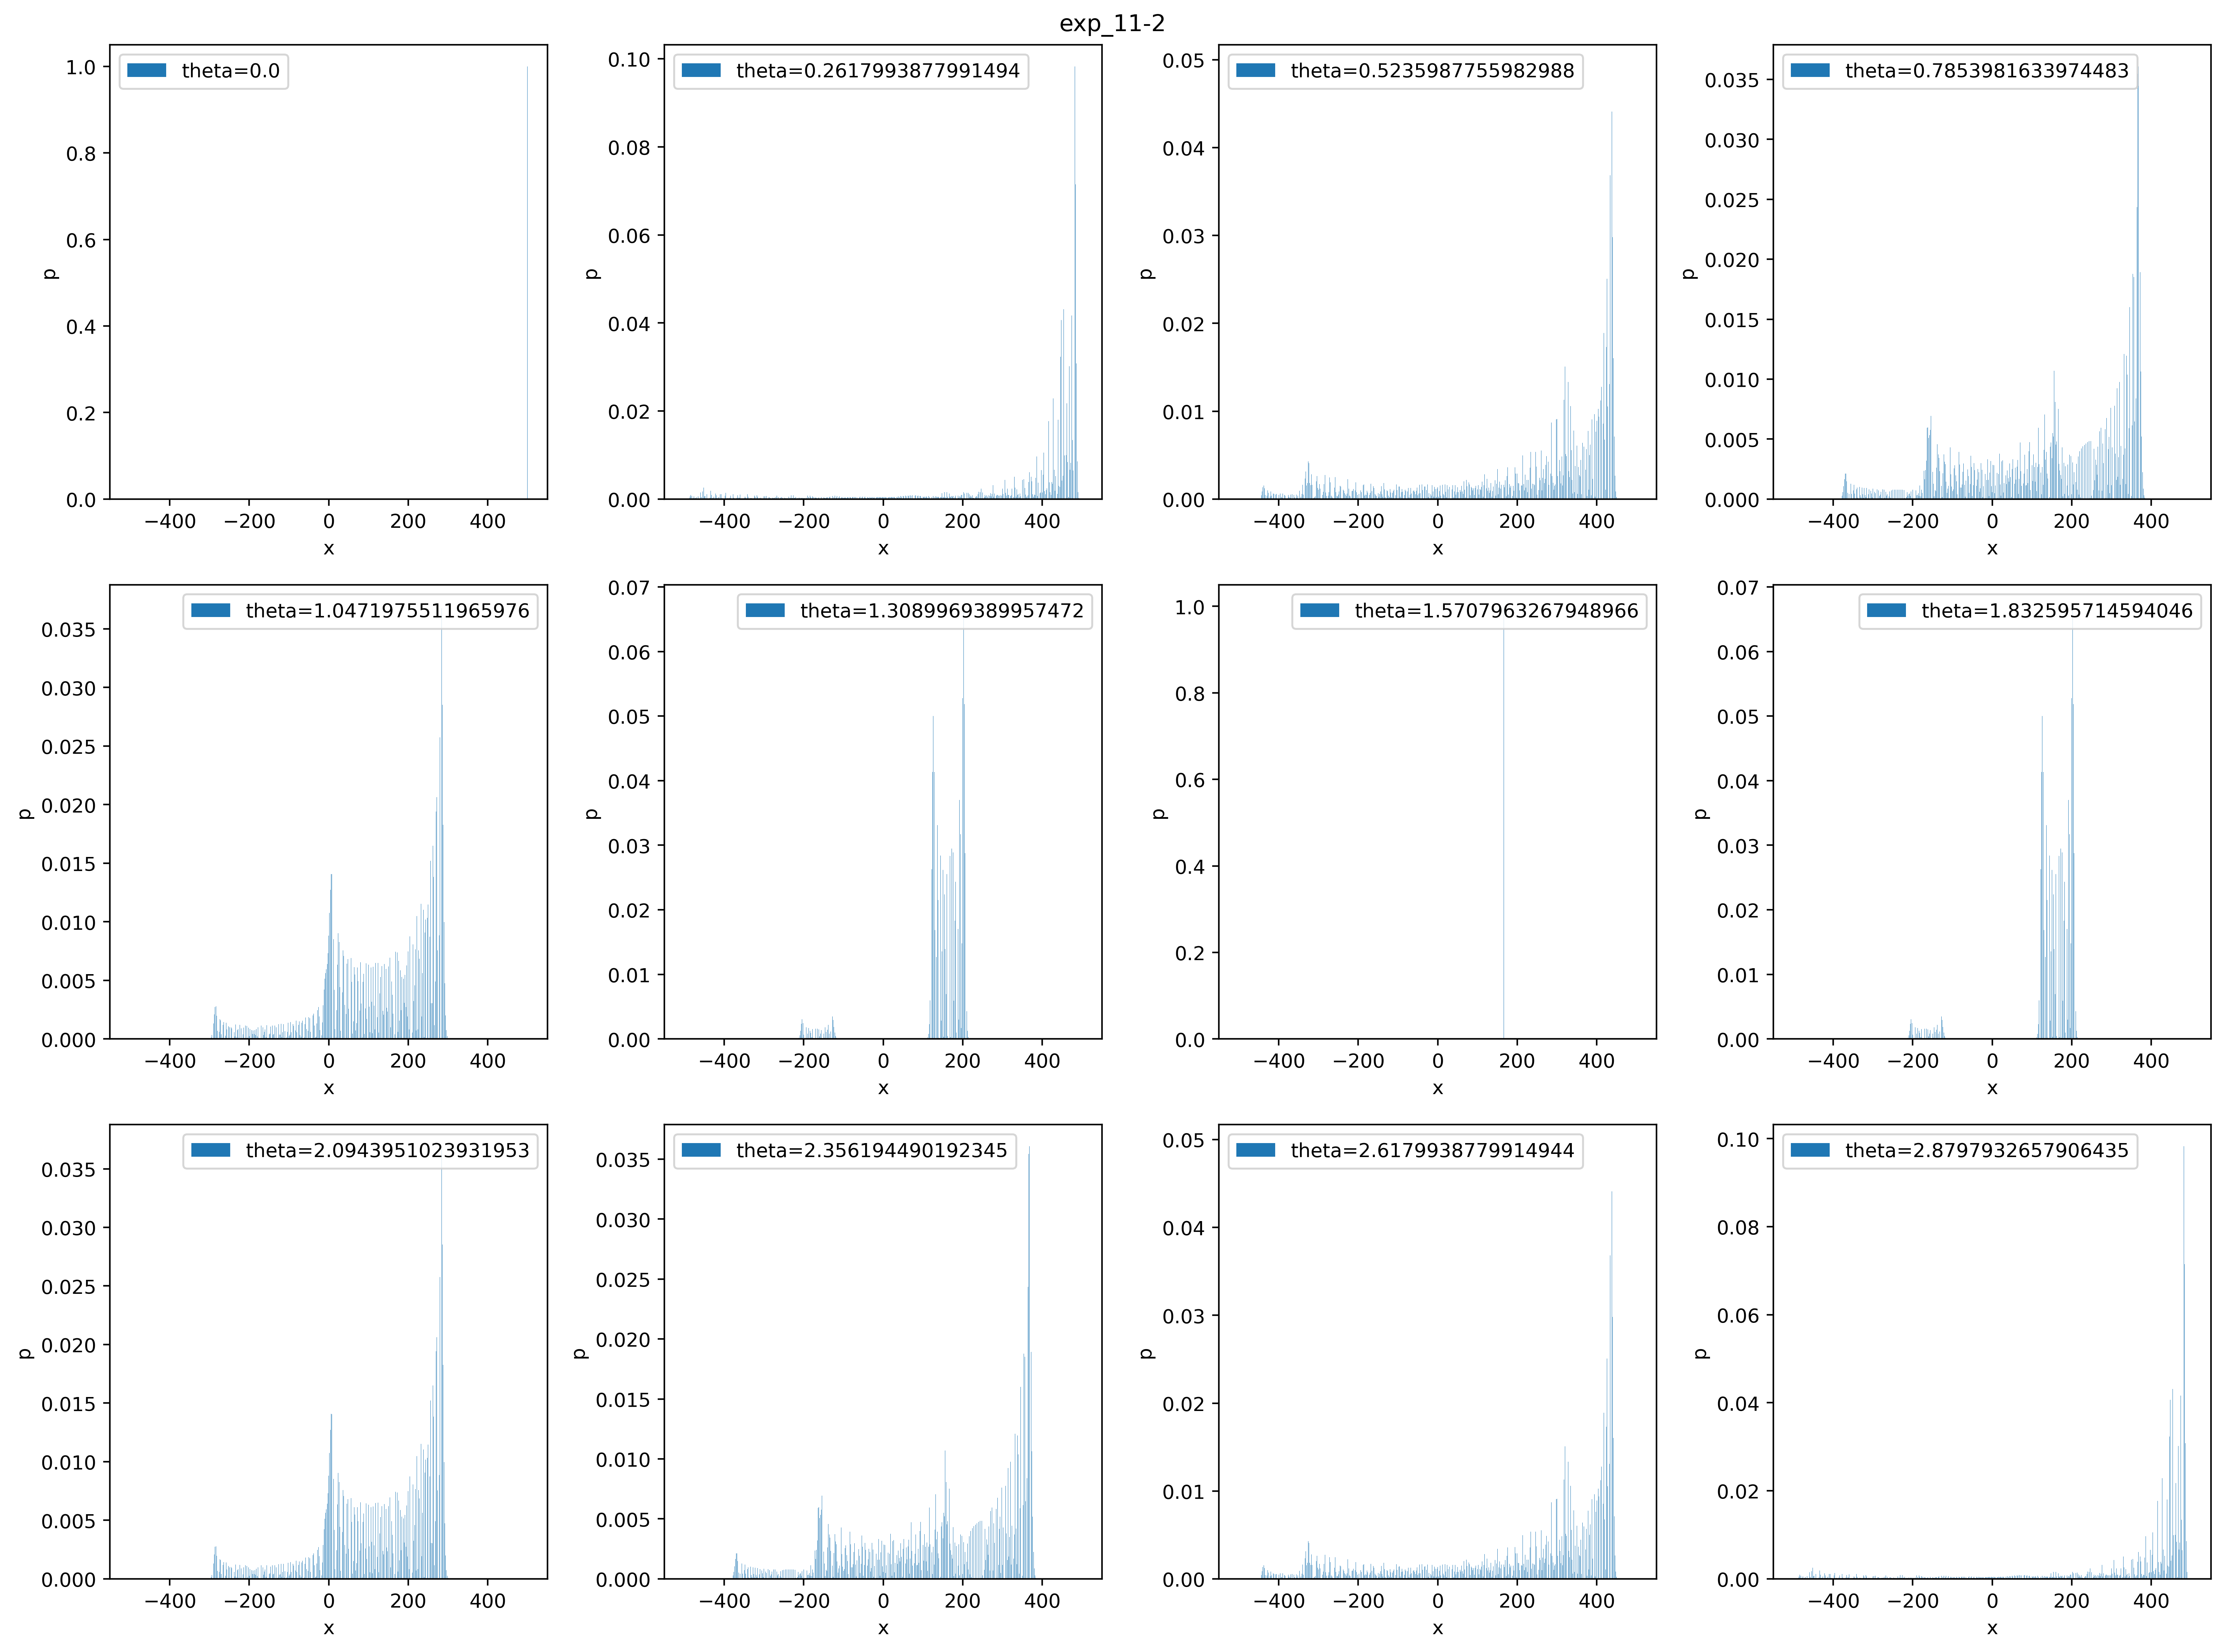 exp_11-2
theta=0.0
1.0
0.8
0.6
0.4
0.2
0.0
p
−400 −200 0 200 400
x
theta=0.2617993877991494
0.10
0.08
0.06
0.04
0.02
0.00
p
−400 −200 0 200 400
x
theta=0.5235987755982988
0.05
0.04
0.03
0.02
0.01
0.00
p
−400 −200 0 200 400
x
theta=0.7853981633974483
0.035
0.030
0.025
0.020
0.015
0.010
0.005
0.000
p
−400 −200 0 200 400
x
theta=1.0471975511965976
0.035
0.030
0.025
0.020
0.015
0.010
0.005
0.000
p
−400 −200 0 200 400
x
theta=1.3089969389957472
0.07
0.06
0.05
0.04
0.03
0.02
0.01
0.00
p
−400 −200 0 200 400
x
theta=1.5707963267948966
1.0
0.8
0.6
0.4
0.2
0.0
p
−400 −200 0 200 400
x
theta=1.832595714594046
0.07
0.06
0.05
0.04
0.03
0.02
0.01
0.00
p
−400 −200 0 200 400
x
theta=2.0943951023931953
0.035
0.030
0.025
0.020
0.015
0.010
0.005
0.000
p
−400 −200 0 200 400
x
theta=2.356194490192345
0.035
0.030
0.025
0.020
0.015
0.010
0.005
0.000
p
−400 −200 0 200 400
x
theta=2.6179938779914944
0.05
0.04
0.03
0.02
0.01
0.00
p
−400 −200 0 200 400
x
theta=2.8797932657906435
0.10
0.08
0.06
0.04
0.02
0.00
p
−400 −200 0 200 400
x